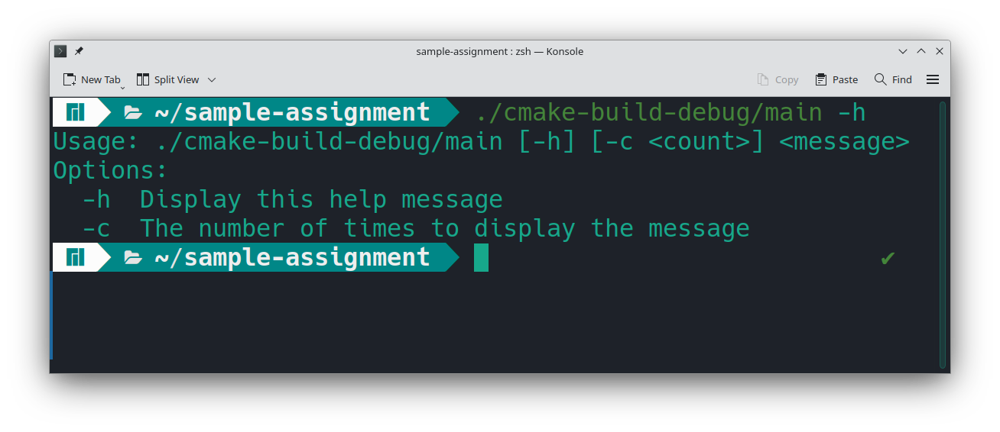 sample-assignment : zsh — Konsole
New Tab Split View Copy Paste Find
~/sample-assignment ./cmake-build-debug/main -h
Usage: ./cmake-build-debug/main [-h] [-c <count>] <message>
Options:
  -h  Display this help message
  -c  The number of times to display the message
~/sample-assignment ✔